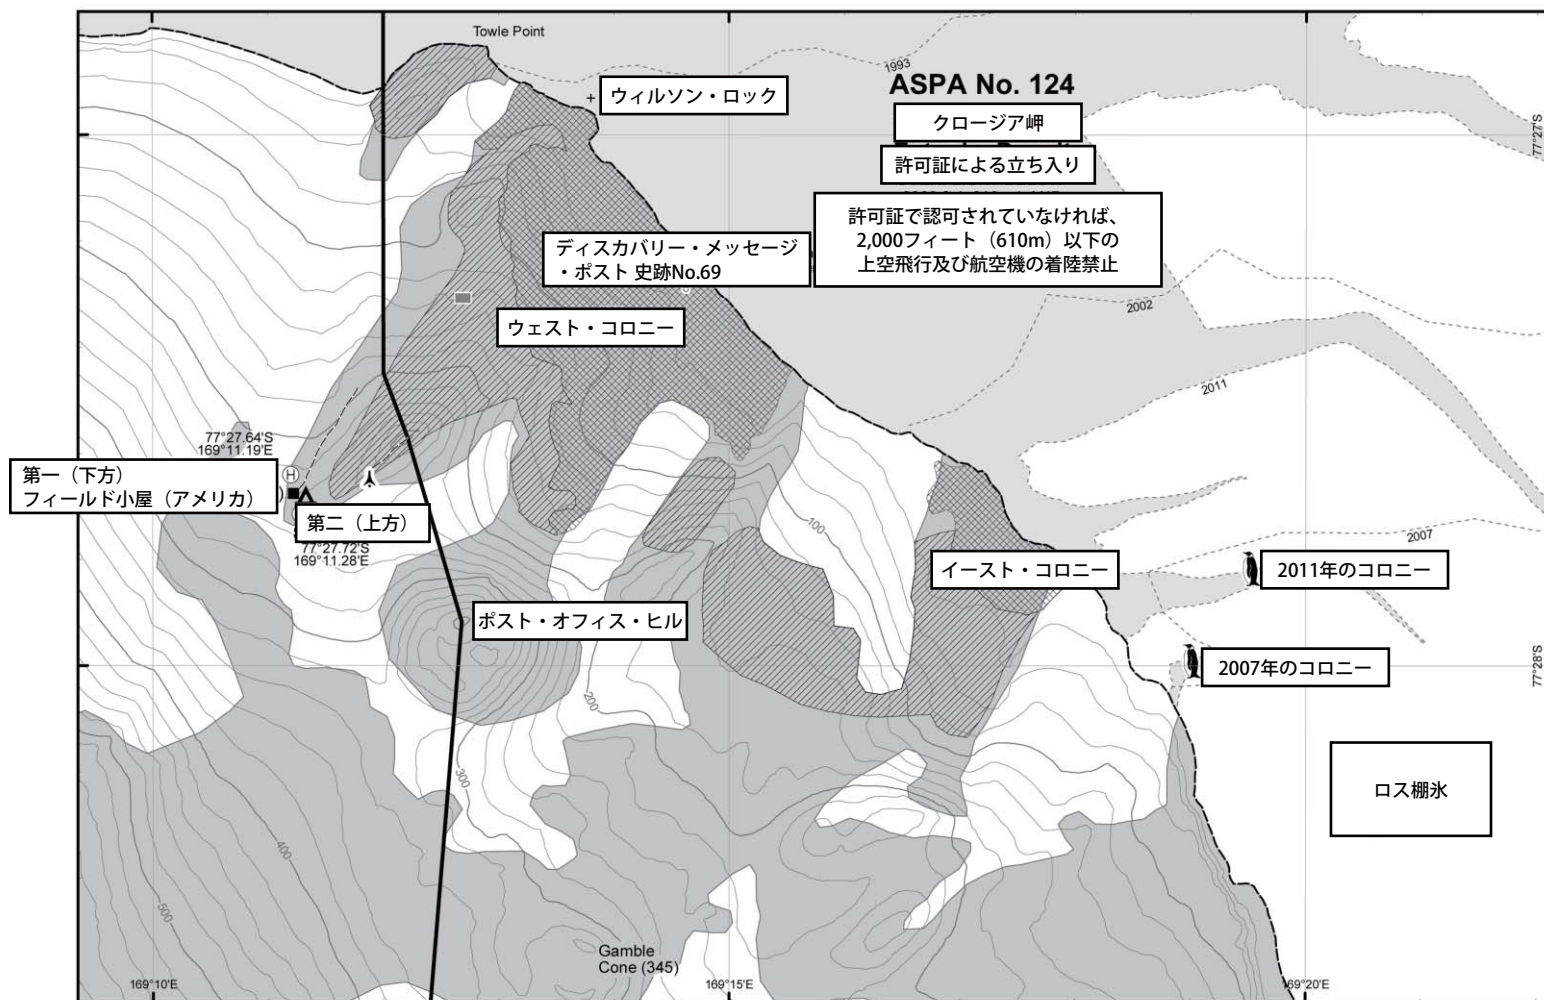 Towle Point
1993
ASPA No. 124
ウィルソン・ロック
クロージア岬
許可証による立ち入り
77°27'S
許可証で認可されていなければ、
2,000フィート（610m）以下の
上空飛行及び航空機の着陸禁止
ディスカバリー・メッセージ
・ポスト 史跡No.69
2002
ウェスト・コロニー
2011
77°27.64'S
169°11.19'E
第一（下方）
フィールド小屋（アメリカ）
H
第二（上方）
77°27.72'S
169°11.28'E
100
2007
イースト・コロニー
2011年のコロニー
ポスト・オフィス・ヒル
2007年のコロニー
77°28'S
200
300
ロス棚氷
400
500
Gamble
Cone (345)
169°10'E
169°15'E
169°20'E